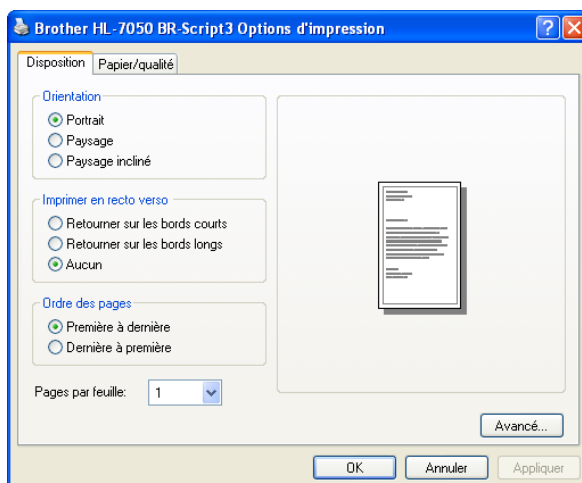 Brother HL-7050 BR-Script3 Options d'impression
Disposition
Papier/qualité
Orientation
Portrait
Paysage
Paysage incliné
Imprimer en recto verso
Retourner sur les bords courts
Retourner sur les bords longs
Aucun
Ordre des pages
Première à dernière
Dernière à première
Pages par feuille: 1
Avancé...
OK
Annuler
Appliquer